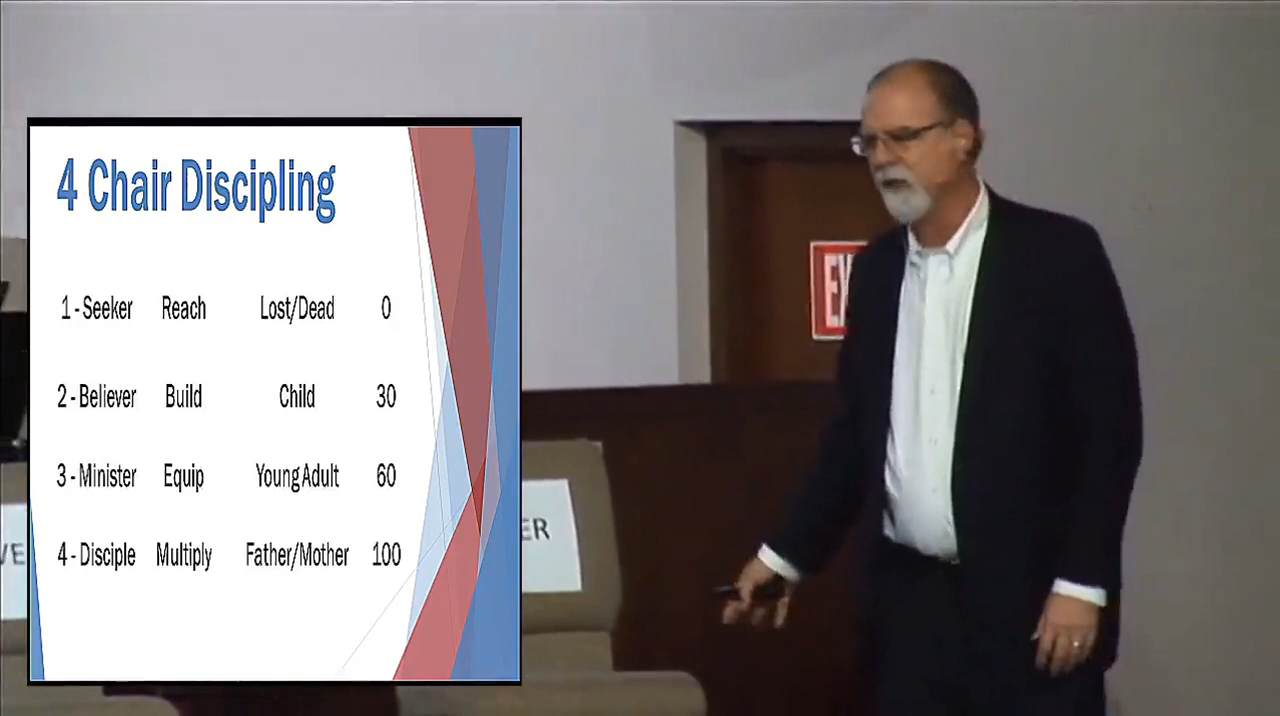 4 Chair Discipling
1 - Seeker Reach Lost/Dead 0
2 - Believer Build Child 30
3 - Minister Equip Young Adult 60
4 - Disciple Multiply Father/Mother 100